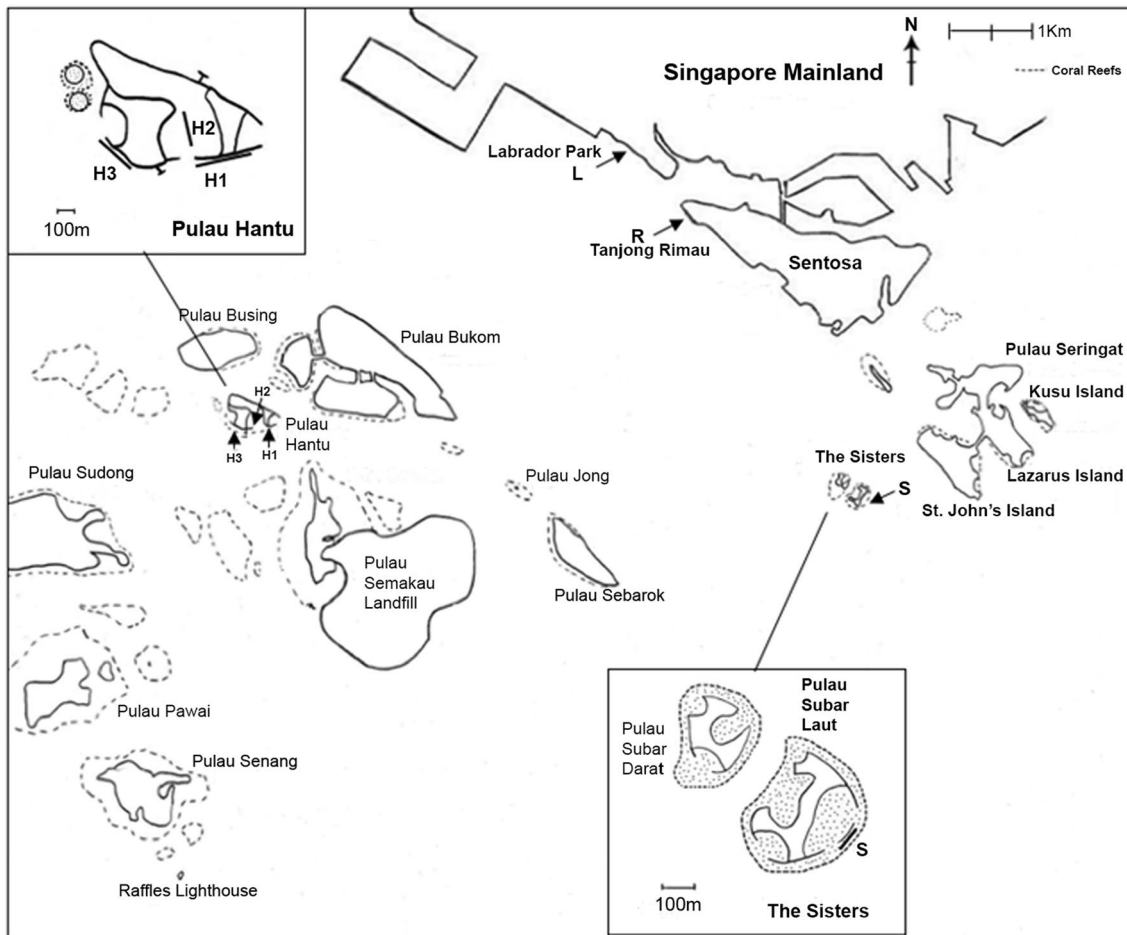 N
1Km
Singapore Mainland
Coral Reefs
H2
H3
H1
100m
Pulau Hantu
Labrador Park
L
R
Tanjong Rimau
Sentosa
Pulau Busing
Pulau Bukom
Pulau Seringat
Kusu Island
H2
Pulau
Hantu
H3
H1
The Sisters
S
Lazarus Island
St. John's Island
Pulau Sudong
Pulau Jong
Pulau
Semakau
Landfill
Pulau Sebarok
Pulau Pawai
Pulau Senang
Raffles Lighthouse
Pulau
Subar
Laut
Pulau
Subar
Darat
S
100m
The Sisters